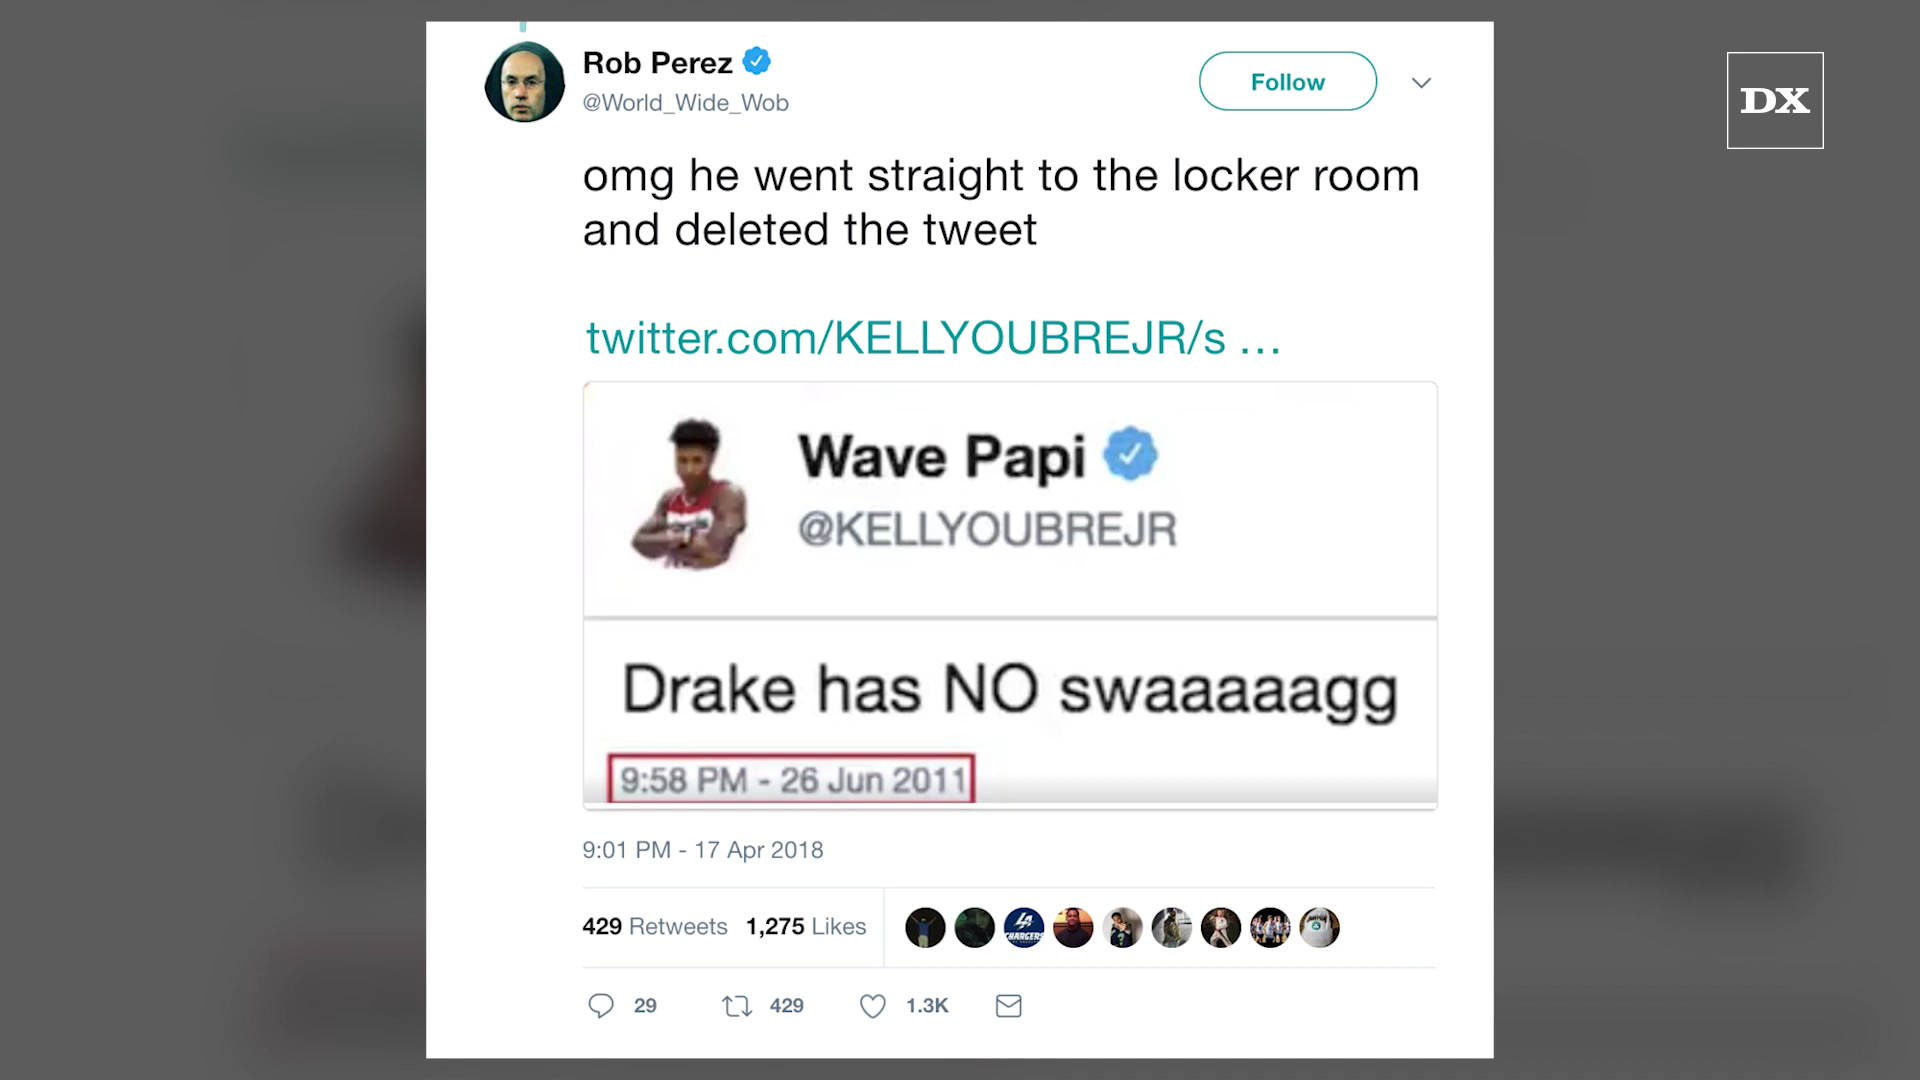 Rob Perez
@World_Wide_Wob
Follow
DX
omg he went straight to the locker room
and deleted the tweet
twitter.com/KELLYOUBREJR/s ...
Wave Papi
@KELLYOUBREJR
Drake has NO swaaaaagg
9:58 PM - 26 Jun 2011
9:01 PM - 17 Apr 2018
429 Retweets 1,275 Likes
LA
CHARGERS
29 429 1.3K